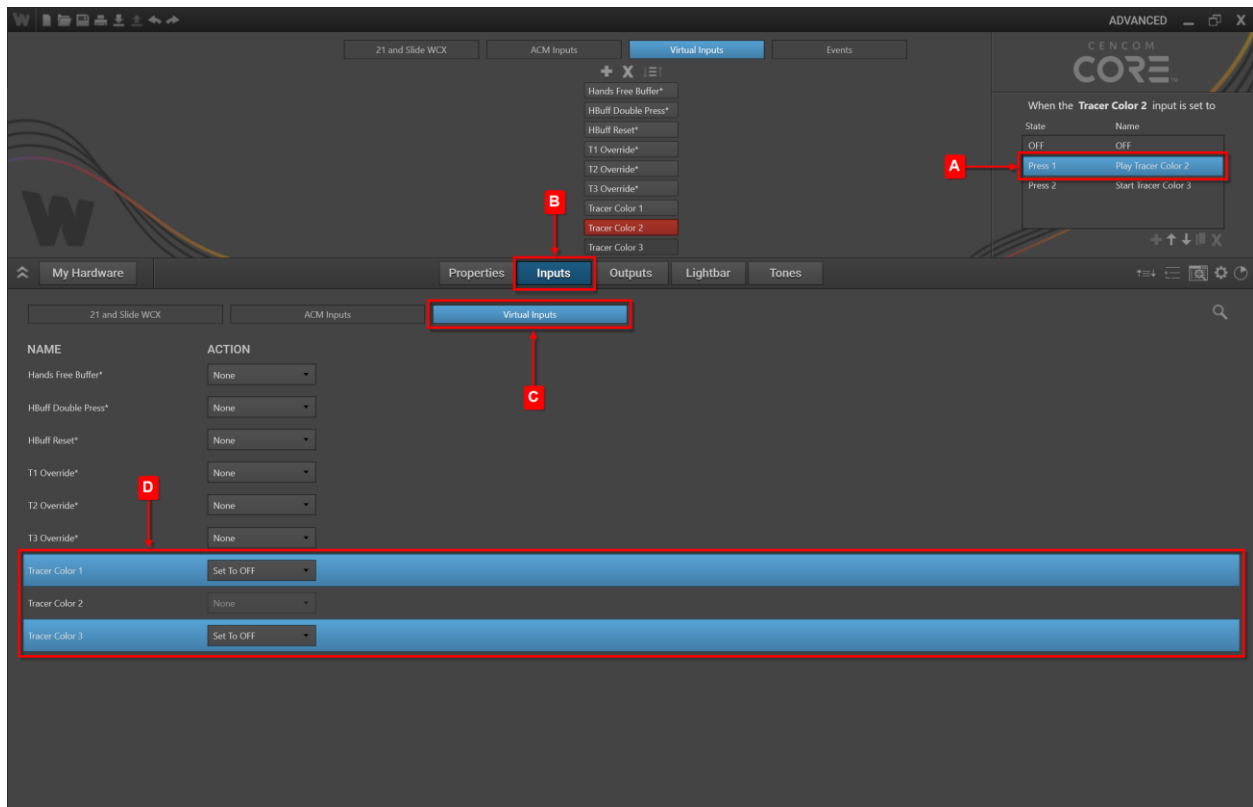 W ADVANCED X
21 and Slide WCX ACM Inputs Virtual Inputs Events
CENCOM
CORE
Hands Free Buffer*
HBuff Double Press*
HBuff Reset*
T1 Override*
T2 Override*
T3 Override*
Tracer Color 1
Tracer Color 2
Tracer Color 3
When the Tracer Color 2 input is set to
State Name
OFF OFF
A Press 1 Play Tracer Color 2
Press 2 Start Tracer Color 3
B
W
My Hardware Properties Inputs Outputs Lightbar Tones
21 and Slide WCX ACM Inputs Virtual Inputs
NAME ACTION
Hands Free Buffer* None
C
HBuff Double Press* None
HBuff Reset* None
T1 Override* None
D
T2 Override* None
T3 Override* None
Tracer Color 1 Set To OFF
Tracer Color 2 None
Tracer Color 3 Set To OFF